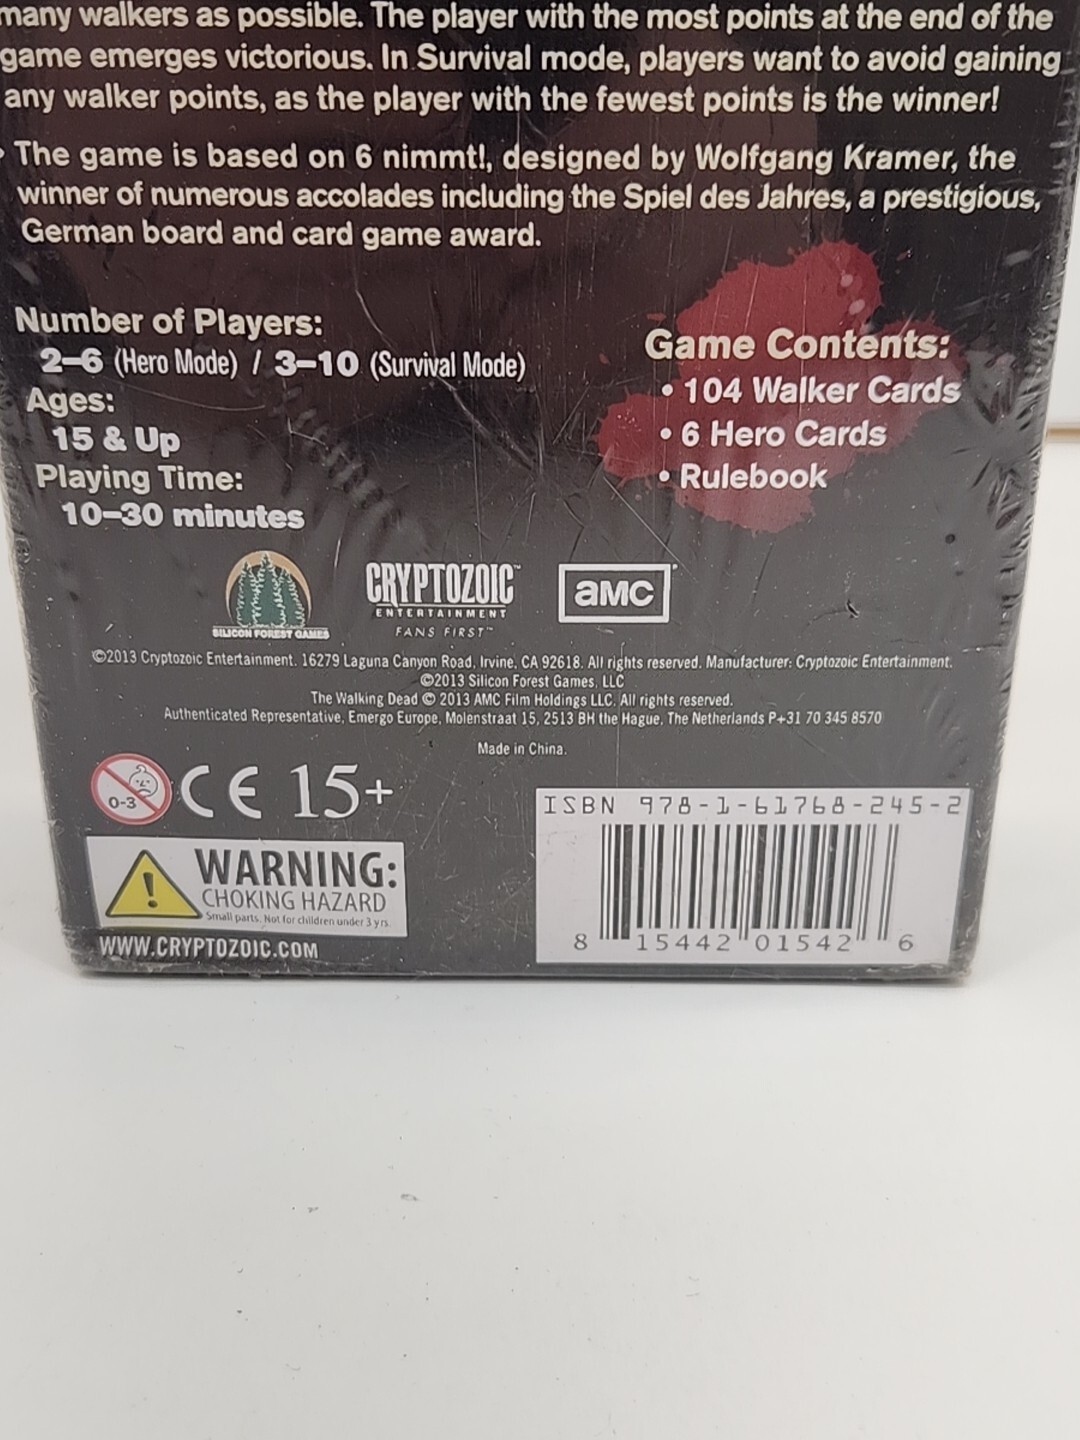 many walkers as possible. The player with the most points at the end of the
game emerges victorious. In Survival mode, players want to avoid gaining
any walker points, as the player with the fewest points is the winner!
• The game is based on 6 nimmt!, designed by Wolfgang Kramer, the
winner of numerous accolades including the Spiel des Jahres, a prestigious,
German board and card game award.
Number of Players:
2–6 (Hero Mode) / 3–10 (Survival Mode)
Ages:
15 & Up
Playing Time:
10–30 minutes
Game Contents:
• 104 Walker Cards
• 6 Hero Cards
• Rulebook
SILICON FOREST GAMES
CRYPTOZOIC™
ENTERTAINMENT
FANS FIRST™
aMC
©2013 Cryptozoic Entertainment. 16279 Laguna Canyon Road, Irvine, CA 92618. All rights reserved. Manufacturer: Cryptozoic Entertainment.
©2013 Silicon Forest Games, LLC
The Walking Dead © 2013 AMC Film Holdings LLC. All rights reserved.
Authenticated Representative, Emergo Europe, Molenstraat 15, 2513 BH the Hague, The Netherlands P+31 70 345 8570
Made in China.
0-3
CE 15+
WARNING:
CHOKING HAZARD
Small parts. Not for children under 3 yrs.
WWW.CRYPTOZOIC.COM
ISBN 978-1-61768-245-2
8 15442 01542 6